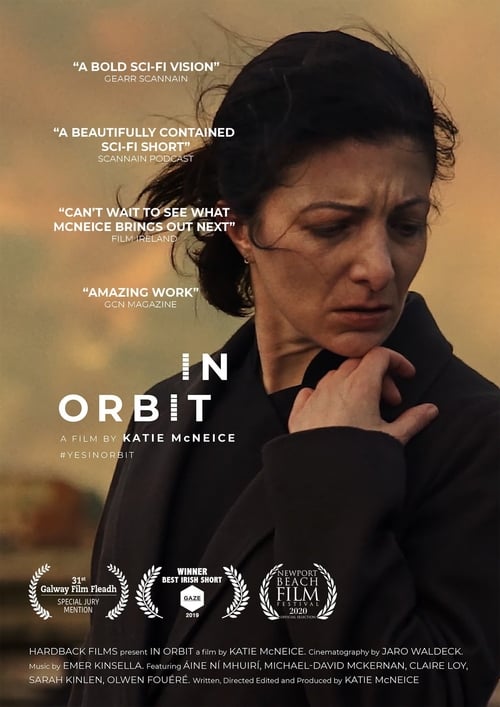 “A BOLD SCI-FI VISION”
GEARR SCANNAIN
“A BEAUTIFULLY CONTAINED
SCI-FI SHORT”
SCANNAIN PODCAST
“CAN’T WAIT TO SEE WHAT
MCNEICE BRINGS OUT NEXT”
FILM IRELAND
“AMAZING WORK”
GCN MAGAZINE
IN
ORBIT
A FILM BY KATIE McNEICE
#YESINORBIT
31st
Galway Film Fleadh
SPECIAL JURY
MENTION
WINNER
BEST IRISH SHORT
GAZE
2019
NEWPORT
BEACH
FILM
FESTIVAL
2020
OFFICIAL SELECTION
HARDBACK FILMS present IN ORBIT a film by KATIE McNEICE. Cinematography by JARO WALDECK.
Music by EMER KINSELLA. Featuring ÁINE NÍ MHUIRÍ, MICHAEL-DAVID MCKERNAN, CLAIRE LOY,
SARAH KINLEN, OLWEN FOUÉRÉ. Written, Directed Edited and Produced by KATIE McNEICE